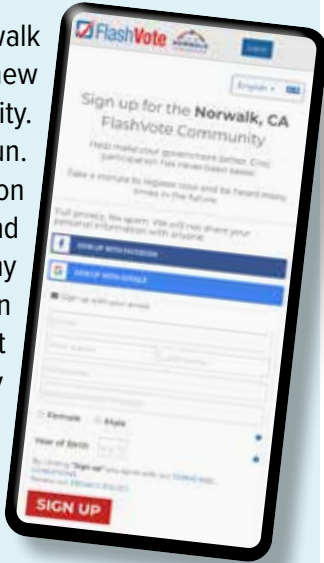 walk
new
ity.
un.
on
nd
ny
n
t
y
FlashVote
NORWALK
English
Sign up for the Norwalk, CA
FlashVote Community
Help make your government better. Civic
participation has never been easier.
Take a minute to register now and be heard many
times in the future.
Full privacy. No spam. We will not share your
personal information with anyone.
f SIGN UP WITH FACEBOOK
G SIGN UP WITH GOOGLE
Sign up with your email
Female Male
Year of Birth
By clicking "Sign up" you agree with our TERMS AND
CONDITIONS
Review our PRIVACY POLICY
SIGN UP